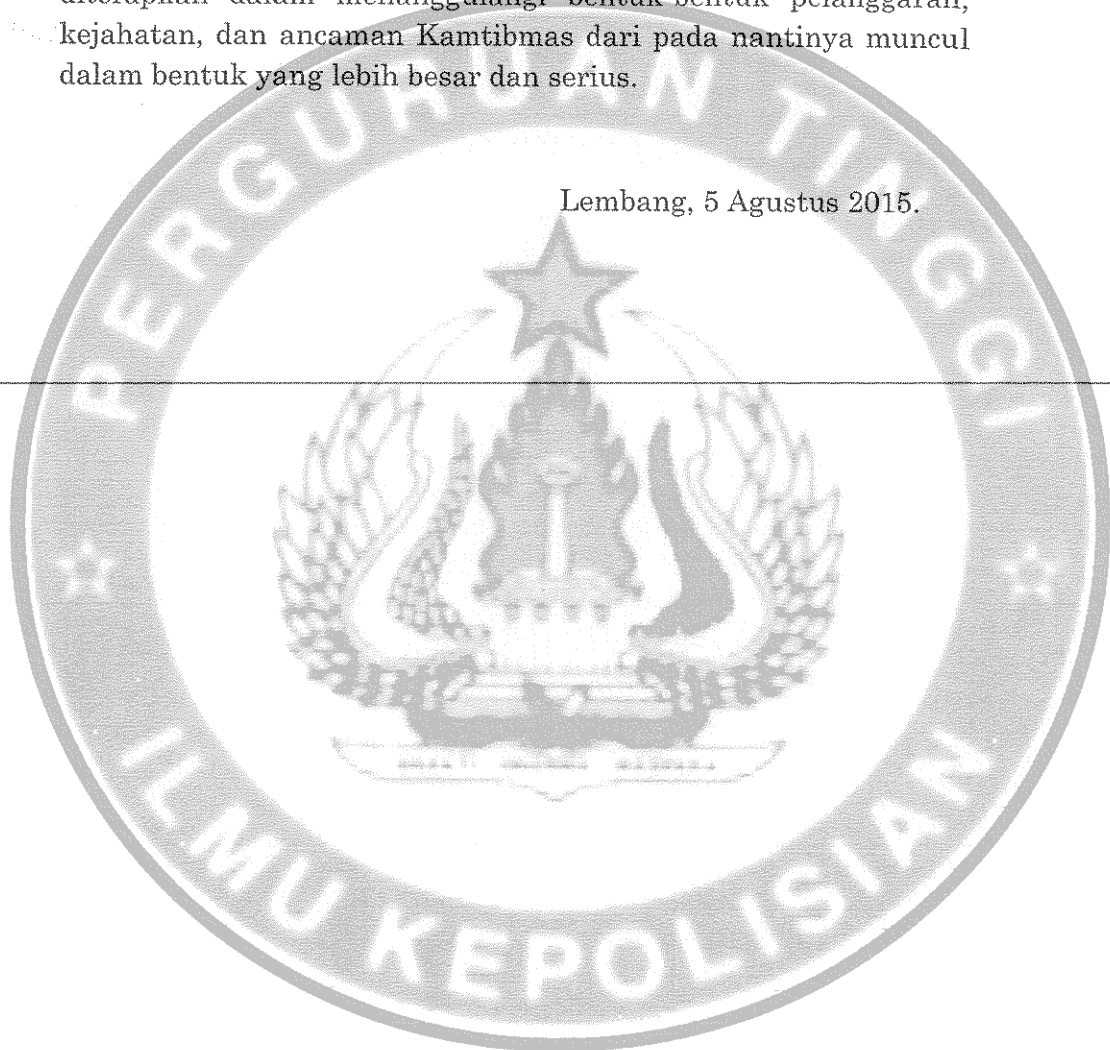 diterapkan dalam menanggulangi bentuk-bentuk pelanggaran,
kejahatan, dan ancaman Kamtibmas dari pada nantinya muncul
dalam bentuk yang lebih besar dan serius.
Lembang, 5 Agustus 2015.
PERGURUAN TINGGI
ILMU KEPOLISIAN